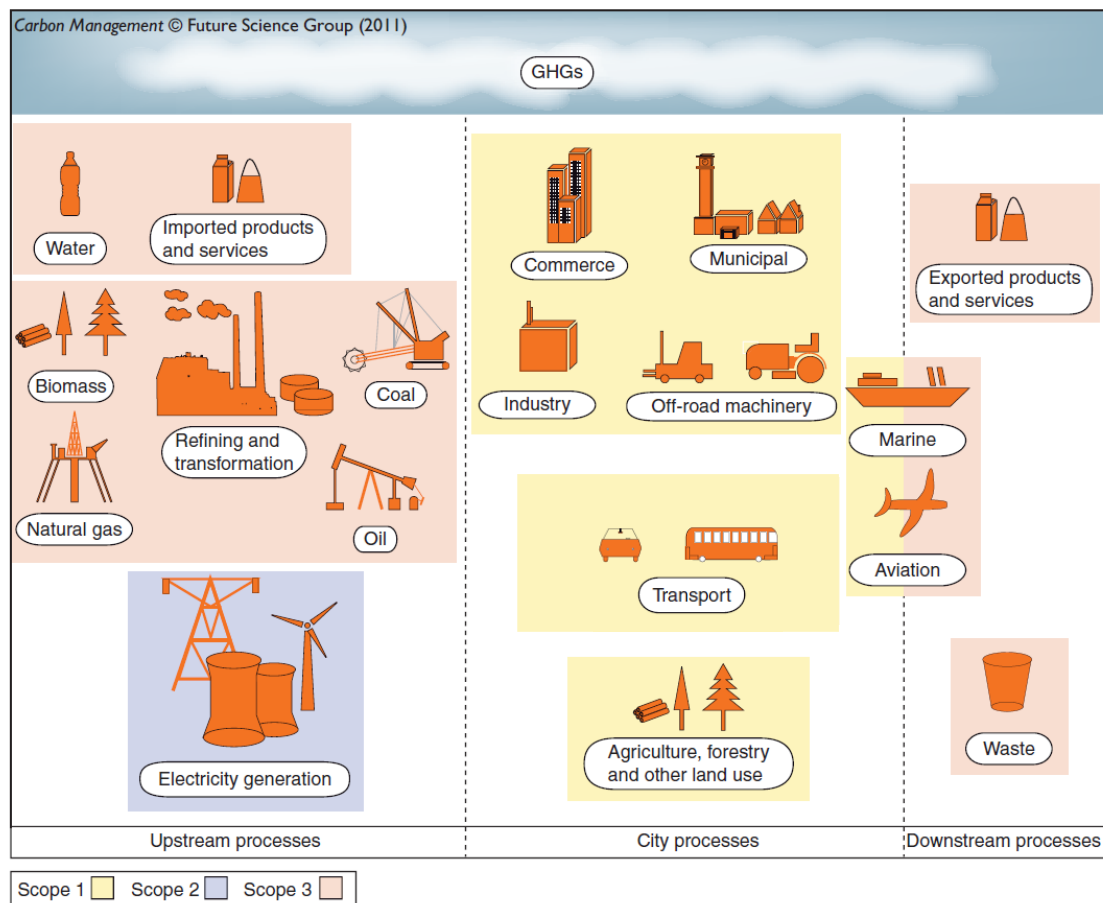 Carbon Management © Future Science Group (2011)
GHGs
Water
Imported products
and services
Biomass
Refining and
transformation
Coal
Natural gas
Oil
Electricity generation
Commerce
Municipal
Industry
Off-road machinery
Transport
Agriculture, forestry
and other land use
Exported products
and services
Marine
Aviation
Waste
Upstream processes
City processes
Downstream processes
Scope 1
Scope 2
Scope 3